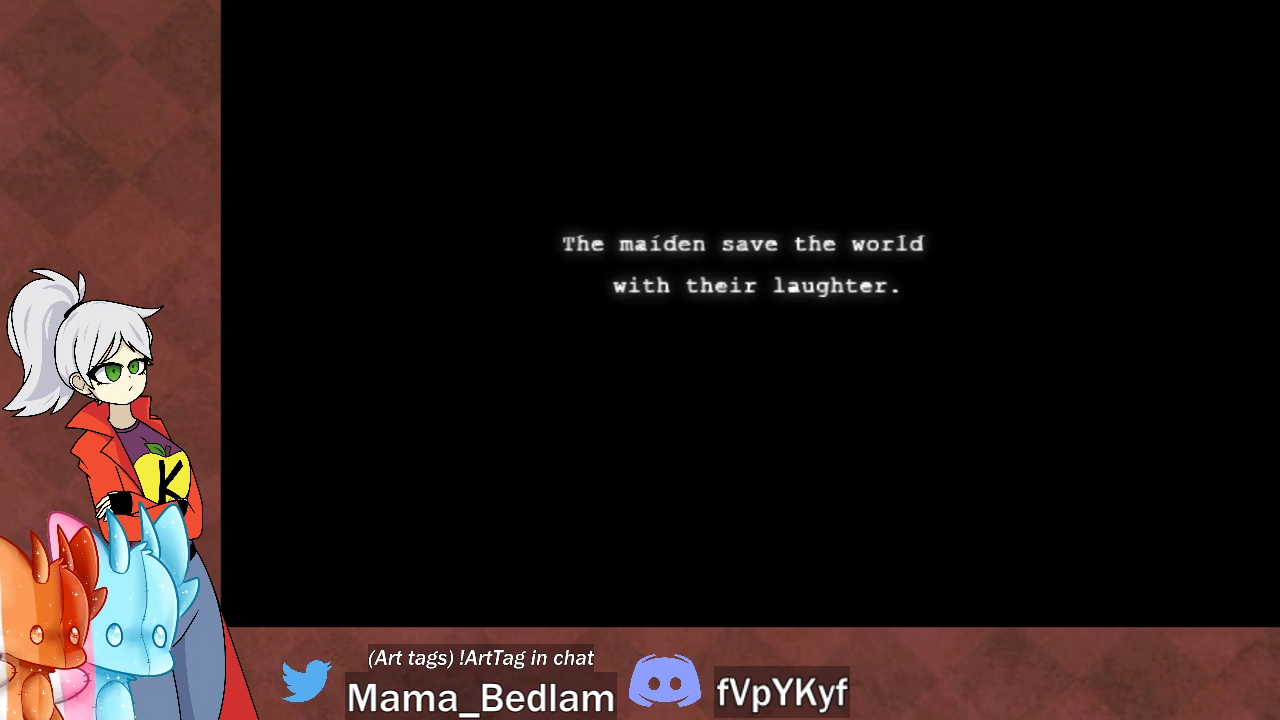 The maiden save the world
with their laughter.
K
(Art tags) !ArtTag in chat
Mama_Bedlam
fVpYKyf